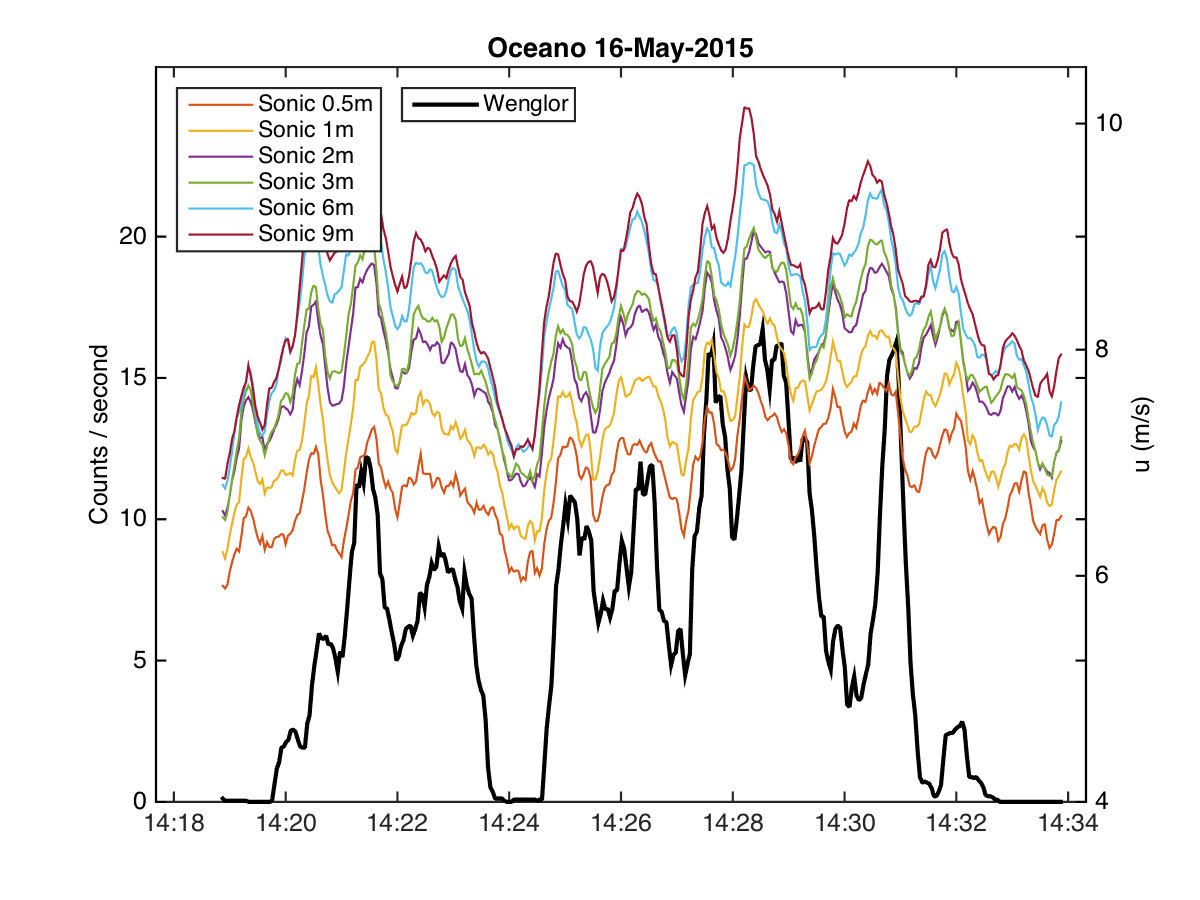 Oceano 16-May-2015
Sonic 0.5m
Sonic 1m
Sonic 2m
Sonic 3m
Sonic 6m
Sonic 9m
Wenglor
Counts / second
20
15
10
5
0
10
8
6
4
u (m/s)
14:18 14:20 14:22 14:24 14:26 14:28 14:30 14:32 14:34